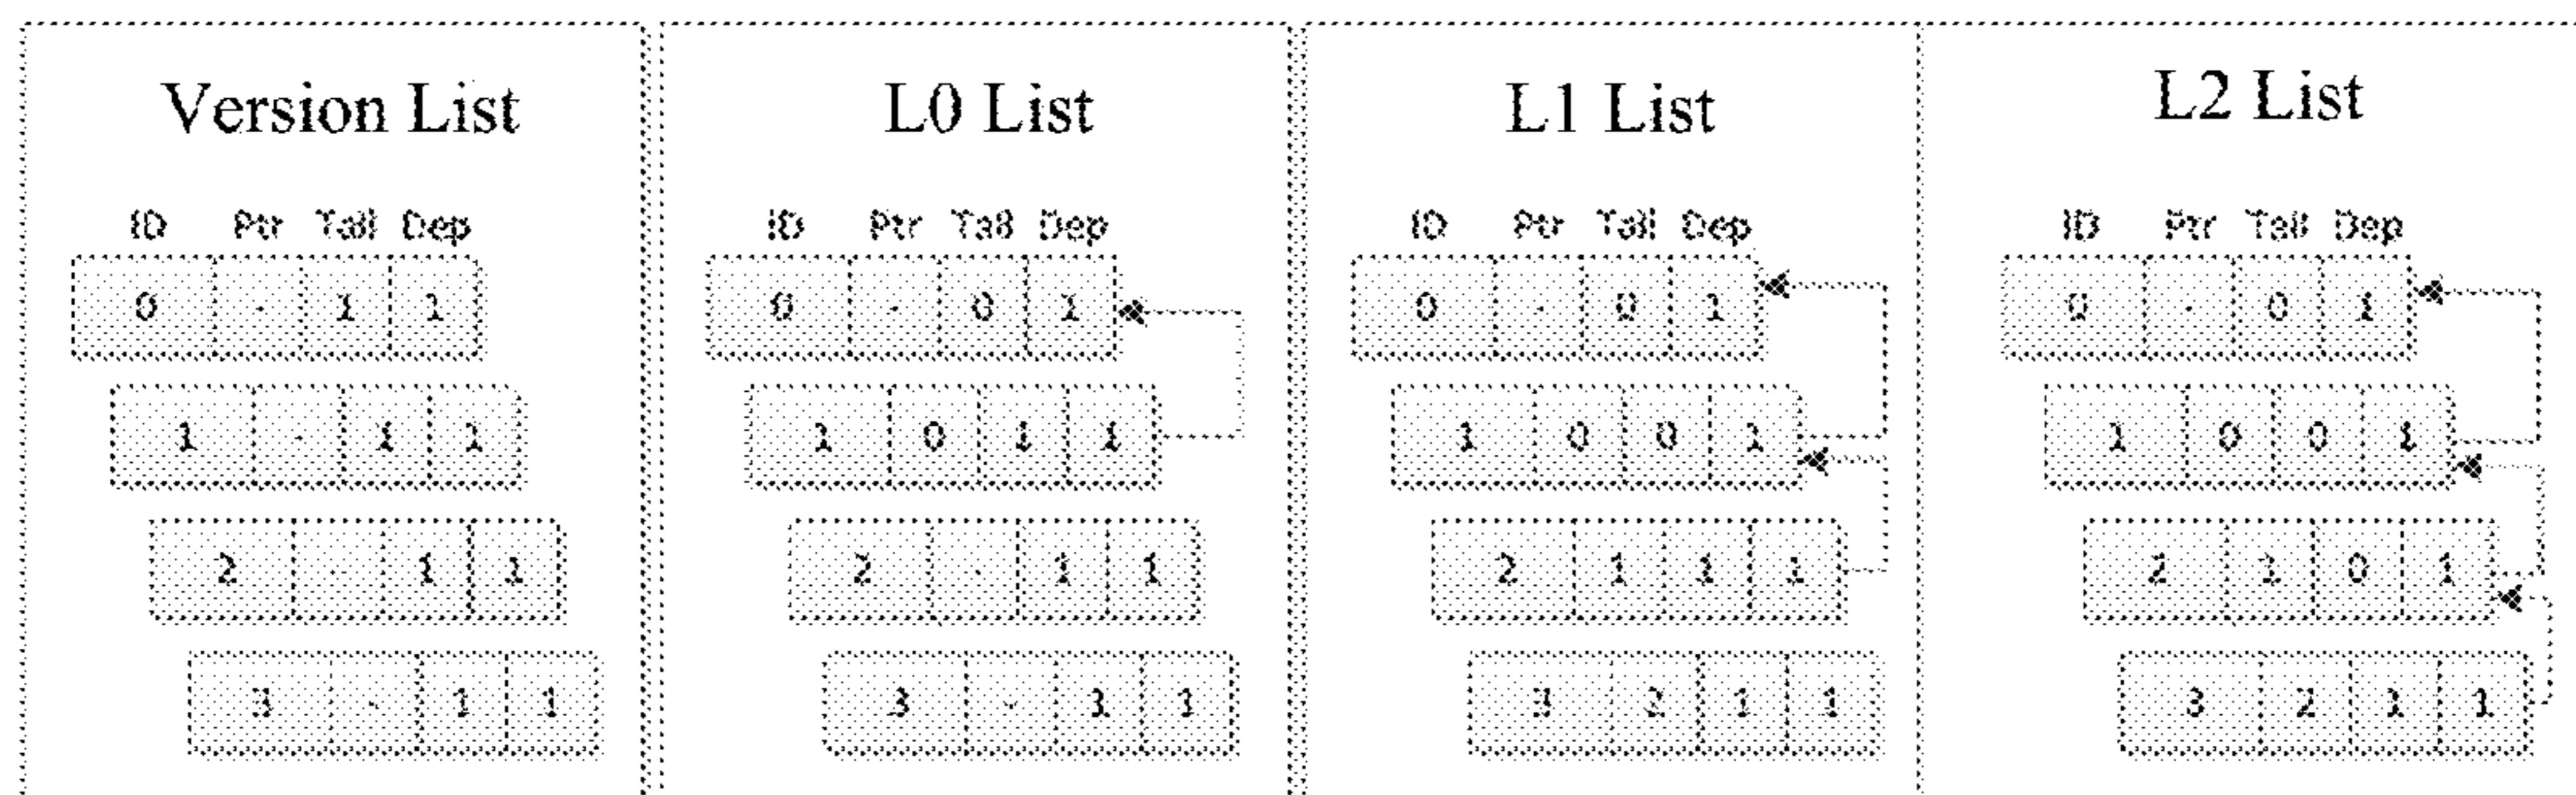 Version List
ID Ptr Tail Dep
0 - 1 1
1 - 1 1
2 - 1 1
3 - 1 1
L0 List
ID Ptr Tail Dep
0 - 0 1
1 0 1 1
2 - 1 1
3 - 1 1
L1 List
ID Ptr Tail Dep
0 - 0 1
1 0 0 1
2 1 1 1
3 2 1 1
L2 List
ID Ptr Tail Dep
0 - 0 1
1 0 0 1
2 1 0 1
3 2 1 1